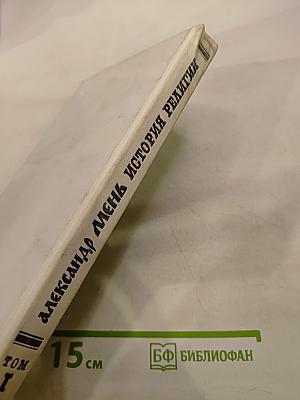 АЛЕКСАНДР МЕНЬ ИСТОРИЯ РЕЛИГИИ
ТОМ
I
15 см
БФ БИБЛИОФАН